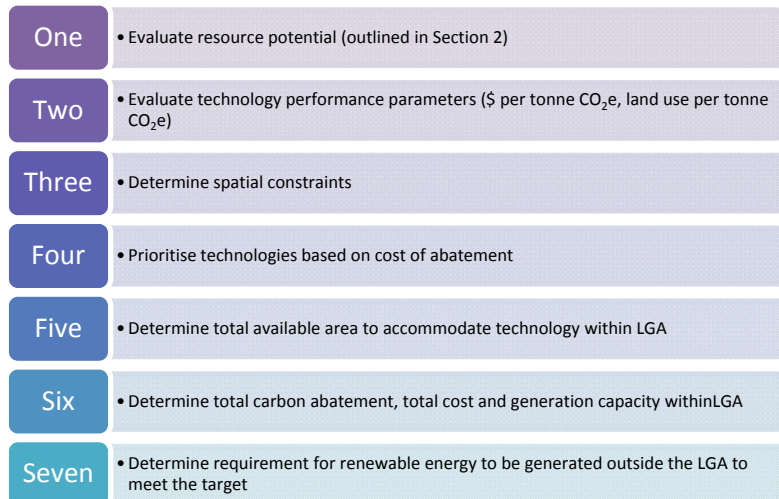 One
• Evaluate resource potential (outlined in Section 2)
Two
• Evaluate technology performance parameters ($ per tonne CO₂e, land use per tonne
CO₂e)
Three
• Determine spatial constraints
Four
• Prioritise technologies based on cost of abatement
Five
• Determine total available area to accommodate technology within LGA
Six
• Determine total carbon abatement, total cost and generation capacity withinLGA
Seven
• Determine requirement for renewable energy to be generated outside the LGA to
meet the target